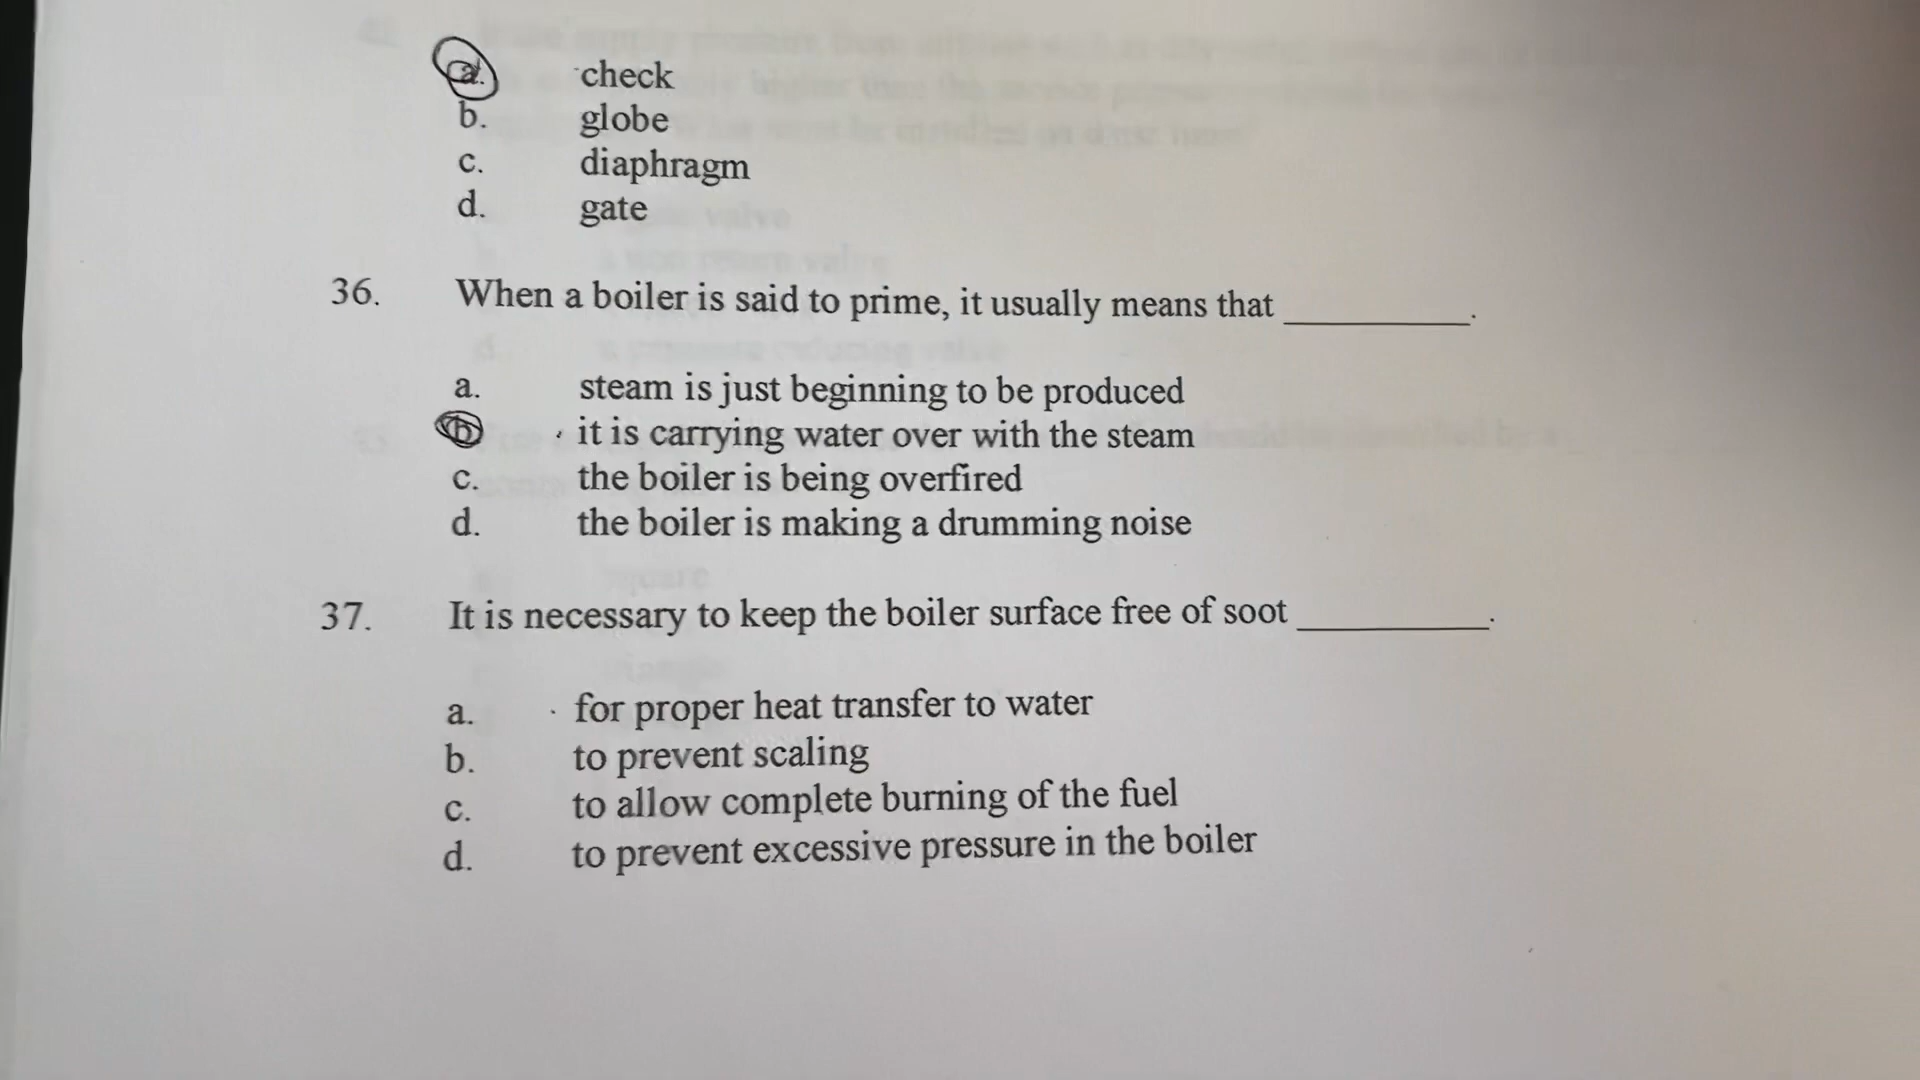 a. check
b. globe
c. diaphragm
d. gate
36. When a boiler is said to prime, it usually means that __________.
a. steam is just beginning to be produced
b. it is carrying water over with the steam
c. the boiler is being overfired
d. the boiler is making a drumming noise
37. It is necessary to keep the boiler surface free of soot __________.
a. for proper heat transfer to water
b. to prevent scaling
c. to allow complete burning of the fuel
d. to prevent excessive pressure in the boiler